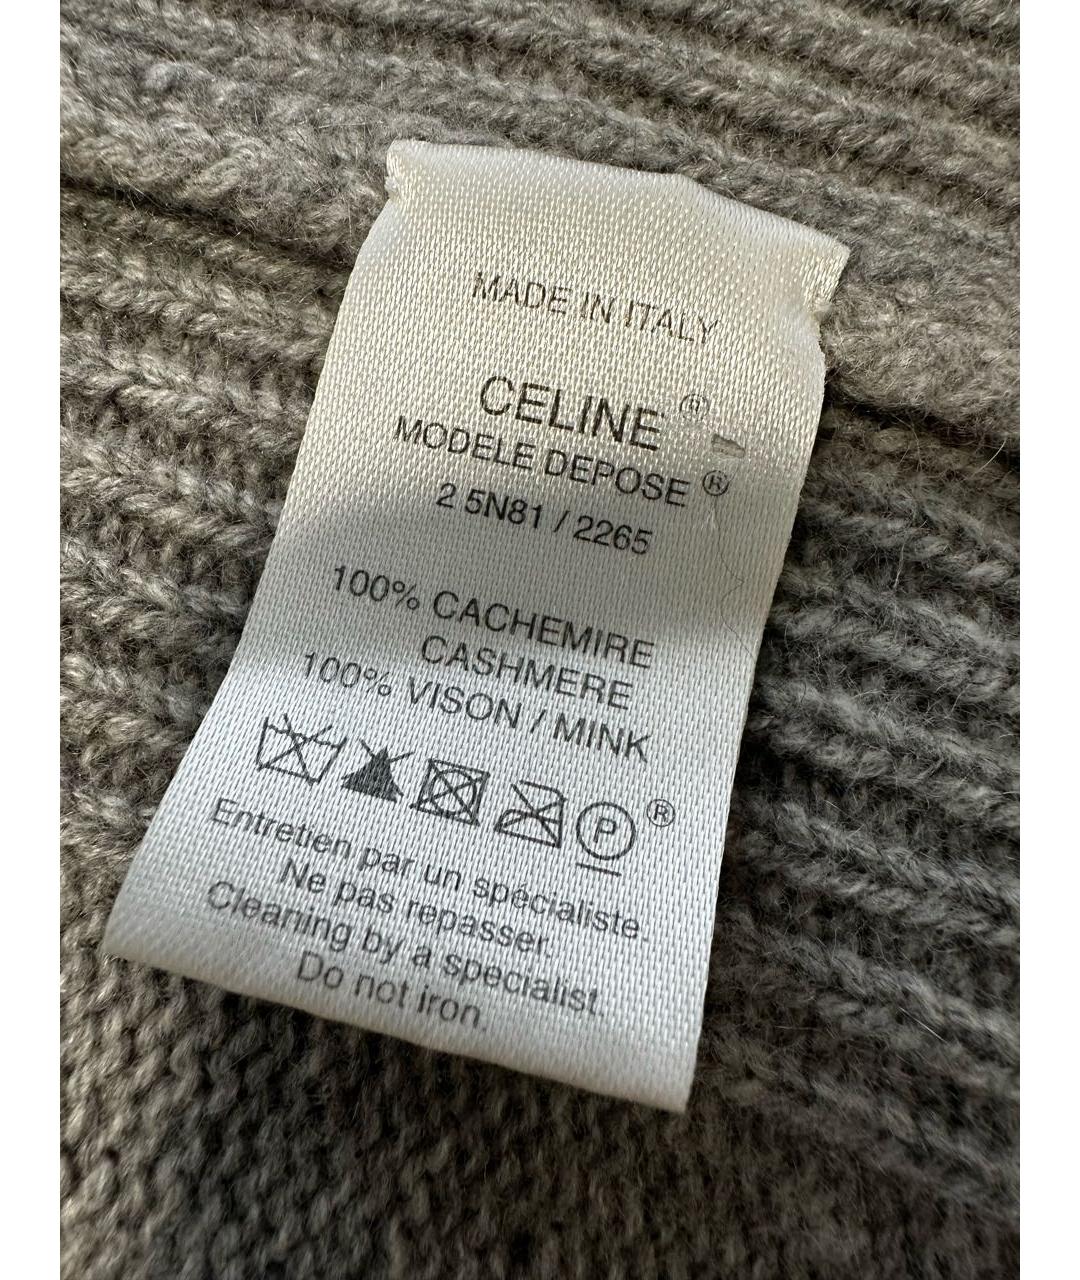 MADE IN ITALY
CELINE ®
MODELE DEPOSE ®
2 5N81 / 2265
100% CACHEMIRE
CASHMERE
100% VISON / MINK
P ®
Entretien par un spécialiste.
Ne pas repasser.
Cleaning by a specialist.
Do not iron.